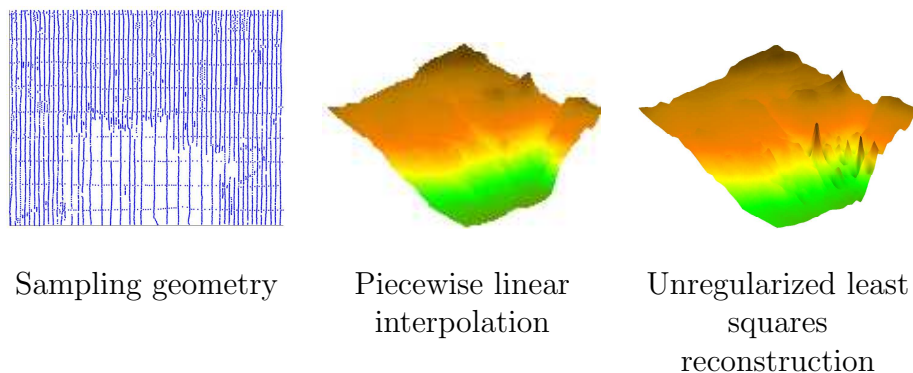 Sampling geometry
Piecewise linear
interpolation
Unregularized least
squares
reconstruction